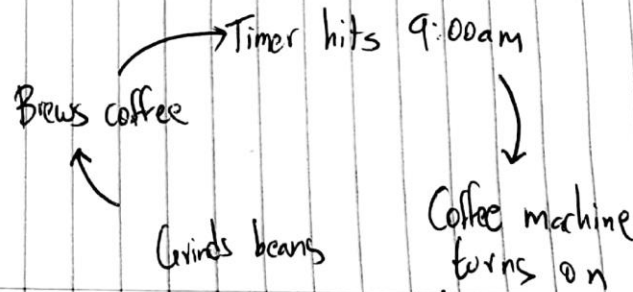 Timer hits 9:00am
Brews coffee
Coffee machine
turns on
Grinds beans